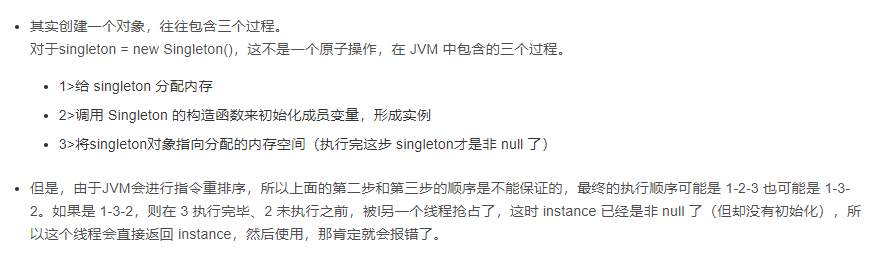 其实创建一个对象，往往包含三个过程。
对于singleton = new Singleton()，这不是一个原子操作，在 JVM 中包含的三个过程。
1>给 singleton 分配内存
2>调用 Singleton 的构造函数来初始化成员变量，形成实例
3>将singleton对象指向分配的内存空间（执行完这步 singleton才是非 null 了）
但是，由于JVM会进行指令重排序，所以上面的第二步和第三步的顺序是不能保证的，最终的执行顺序可能是 1-2-3 也可能是 1-3-
2。如果是 1-3-2，则在 3 执行完毕、2 未执行之前，被l另一个线程抢占了，这时 instance 已经是非 null 了（但却没有初始化），所
以这个线程会直接返回 instance，然后使用，那肯定就会报错了。